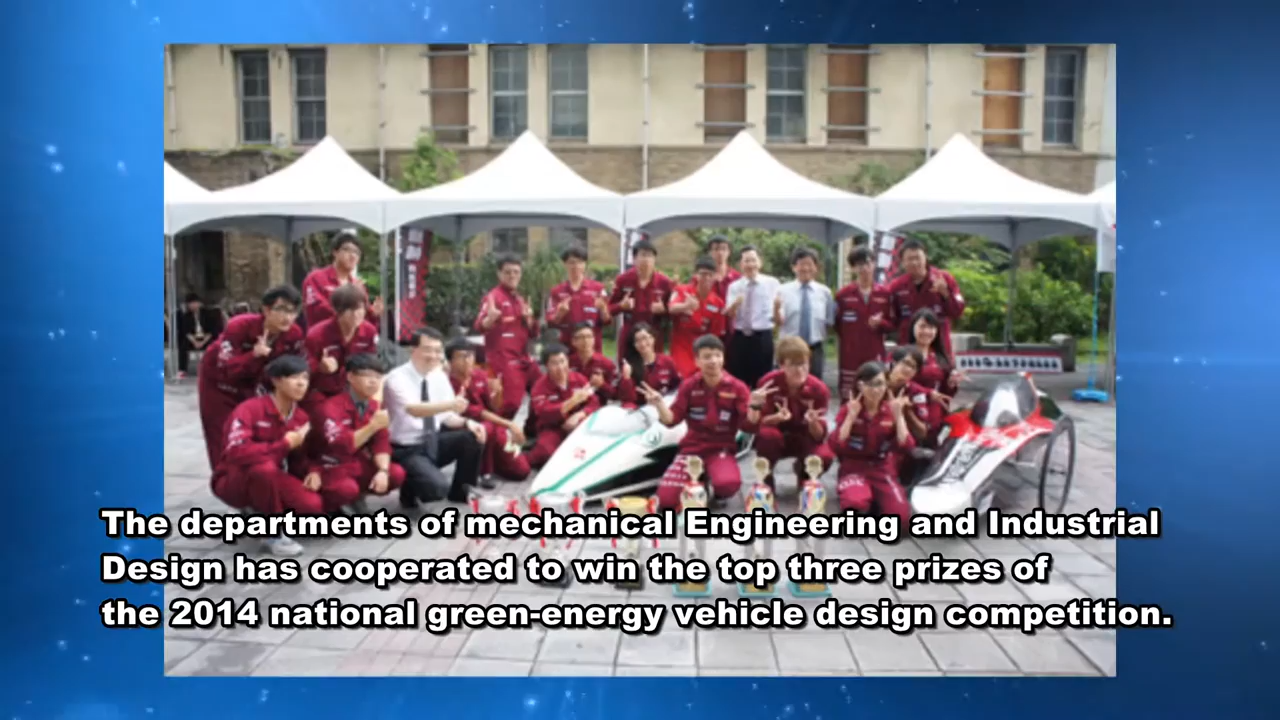 The departments of mechanical Engineering and Industrial
Design has cooperated to win the top three prizes of
the 2014 national green-energy vehicle design competition.